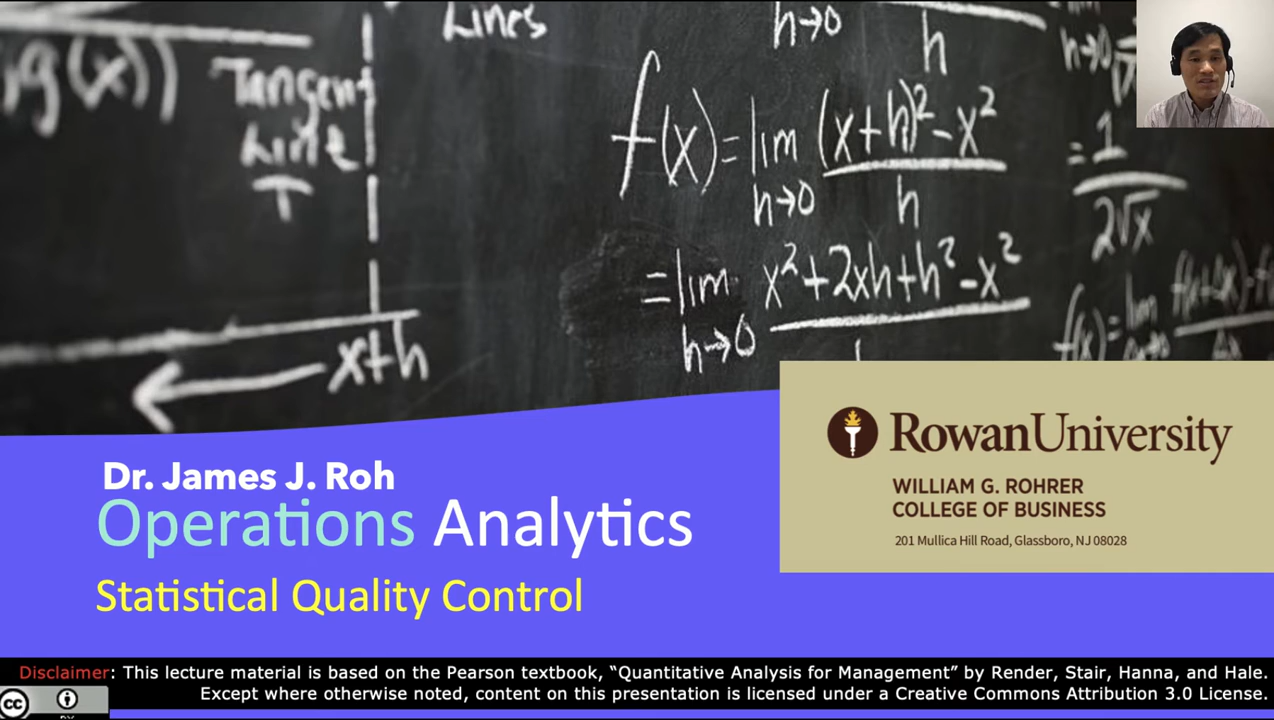 Lines
h→0 h
g(x))
Tangent
Line
T
f(x) = lim (x+h)² - x²
h→0 h
= 1
2√x
= lim x² + 2xh + h² - x²
h→0
x+h
Rowan University
WILLIAM G. ROHRER
COLLEGE OF BUSINESS
201 Mullica Hill Road, Glassboro, NJ 08028
Dr. James J. Roh
Operations Analytics
Statistical Quality Control
Disclaimer: This lecture material is based on the Pearson textbook, “Quantitative Analysis for Management” by Render, Stair, Hanna, and Hale.
Except where otherwise noted, content on this presentation is licensed under a Creative Commons Attribution 3.0 License.
cc